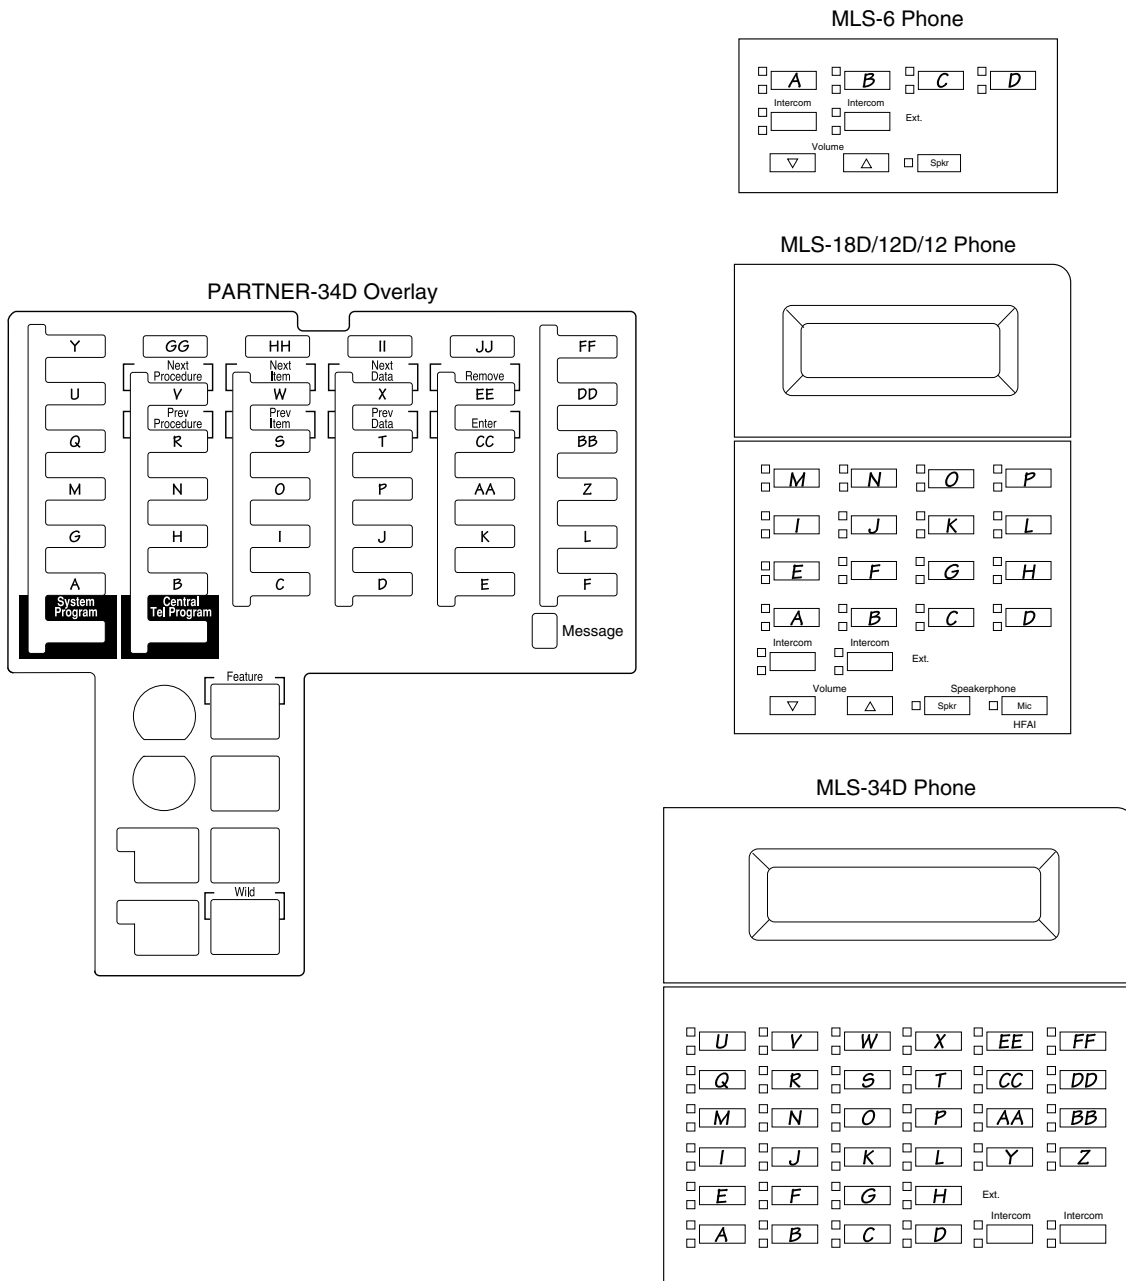 MLS-6 Phone
A B C D
Intercom Intercom
Ext.
Volume
Spkr
MLS-18D/12D/12 Phone
M N O P
I J K L
E F G H
A B C D
Intercom Intercom
Ext.
Volume Speakerphone
Spkr Mic
HFAI
PARTNER-34D Overlay
Y GG HH II JJ FF
Next Procedure Next Item Next Data Remove
U V W X EE DD
Prev Procedure Prev Item Prev Data Enter
Q R S T CC BB
M N O P AA Z
G H I J K L
A B C D E F
System Program Central Tel Program
Message
Feature
Wild
MLS-34D Phone
U V W X EE FF
Q R S T CC DD
M N O P AA BB
I J K L Y Z
E F G H Ext.
Intercom Intercom
A B C D